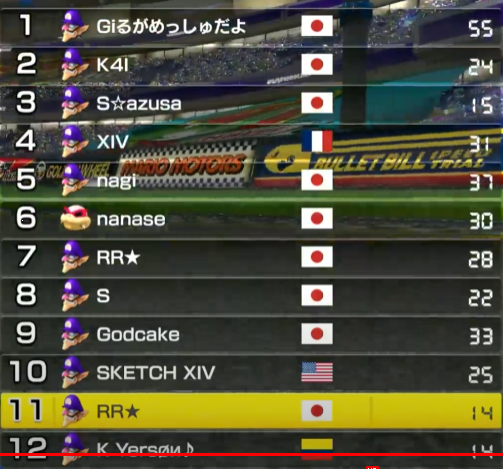 1 Giるがめっしゅだよ 55
2 K4I 24
3 S☆azusa 15
4 XIV 31
MARIO MOTORS
BULLET BILL
5 nagi 37
6 nanase 30
7 RR★ 28
8 S 22
9 Godcake 33
10 SKETCH XIV 25
11 RR★ 14
12 K Yersøи♪ 14